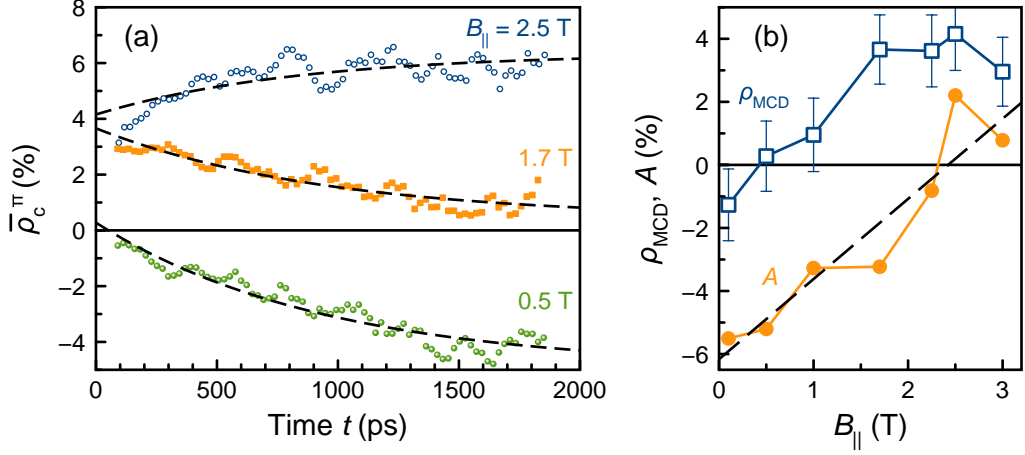 (a)
B|| = 2.5 T
1.7 T
0.5 T
8
6
4
2
0
−2
−4
0
500
1000
1500
2000
Time t (ps)
ρ̄cπ (%)
(b)
ρMCD
A
4
2
0
−2
−4
−6
0
1
2
3
B|| (T)
ρMCD, A (%)